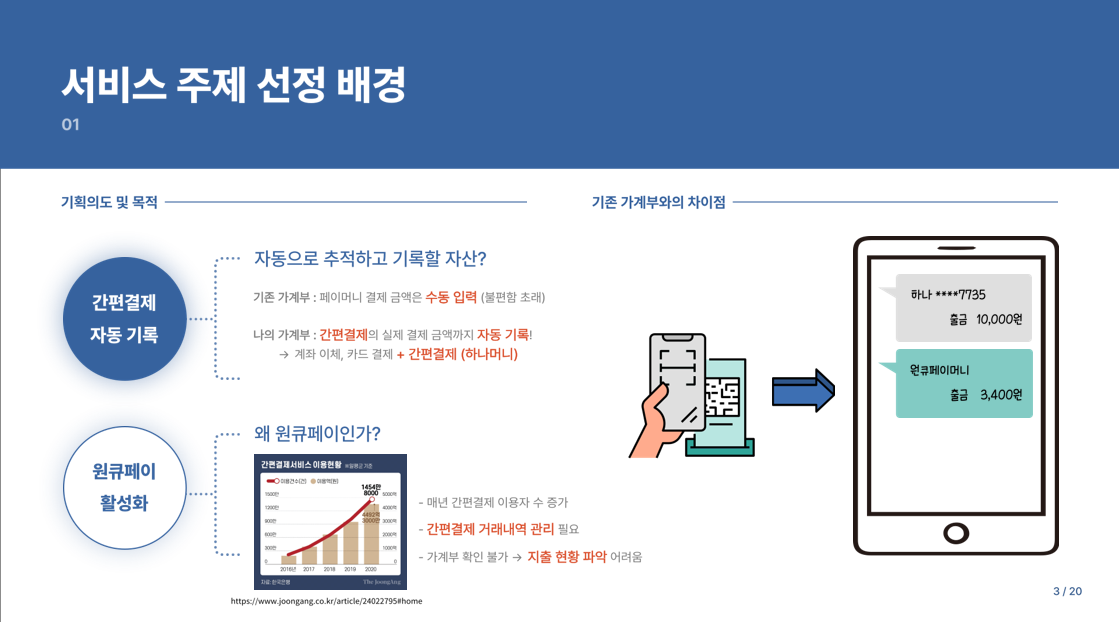 서비스 주제 선정 배경
01
기획의도 및 목적
간편결제
자동 기록
자동으로 추적하고 기록할 자산?
기존 가계부 : 페이머니 결제 금액은 수동 입력 (불편함 초래)
나의 가계부 : 간편결제의 실제 결제 금액까지 자동 기록!
→ 계좌 이체, 카드 결제 + 간편결제 (하나머니)
원큐페이
활성화
왜 원큐페이인가?
간편결제서비스 이용현황 ※일평균 기준
이용건수(건) 이용액(원)
1454만
8000
4492억
3000만
1500만 5000억
1200만 4000억
900만 3000억
600만 2000억
300만 1000억
0 0
2016년 2017 2018 2019 2020
자료: 한국은행 The JoongAng
https://www.joongang.co.kr/article/24022795#home
- 매년 간편결제 이용자 수 증가
- 간편결제 거래내역 관리 필요
- 가계부 확인 불가 → 지출 현황 파악 어려움
기존 가계부와의 차이점
하나 ****7735
출금 10,000원
원큐페이머니
출금 3,400원
3 / 20